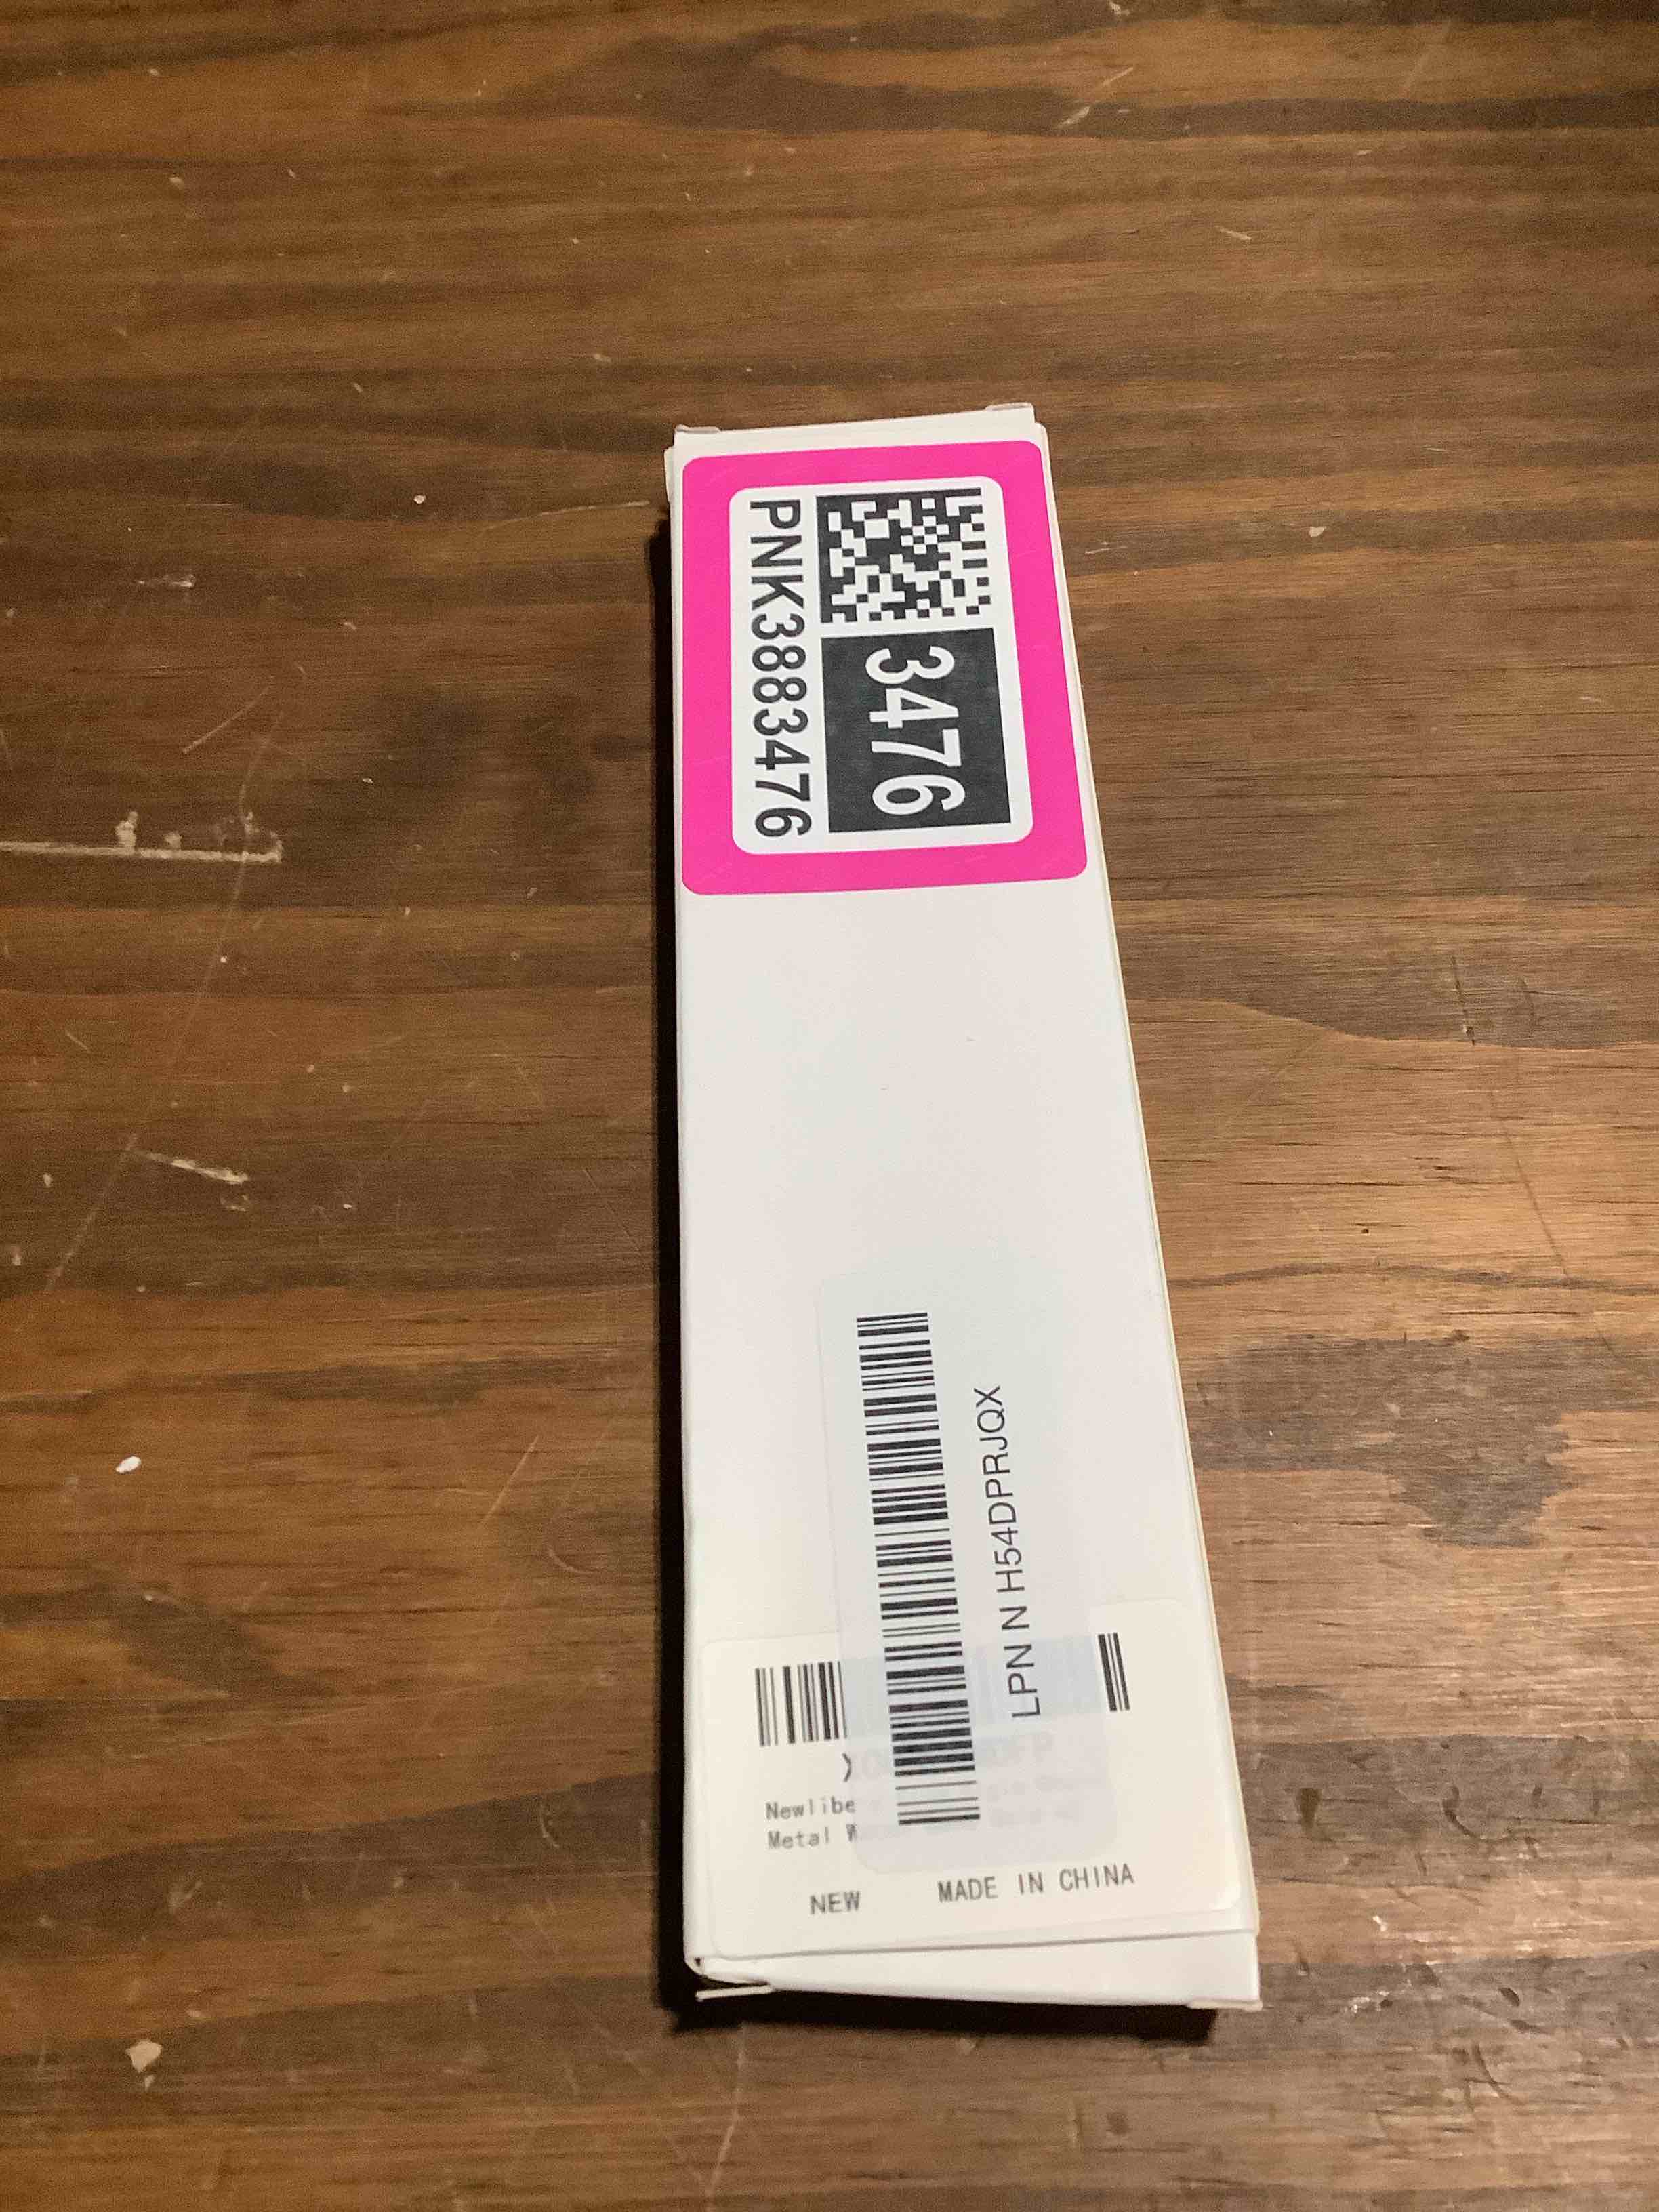 3476
PNK3883476
LPN N H54DPRJQX
Newlibe
Metal W
NEW MADE IN CHINA